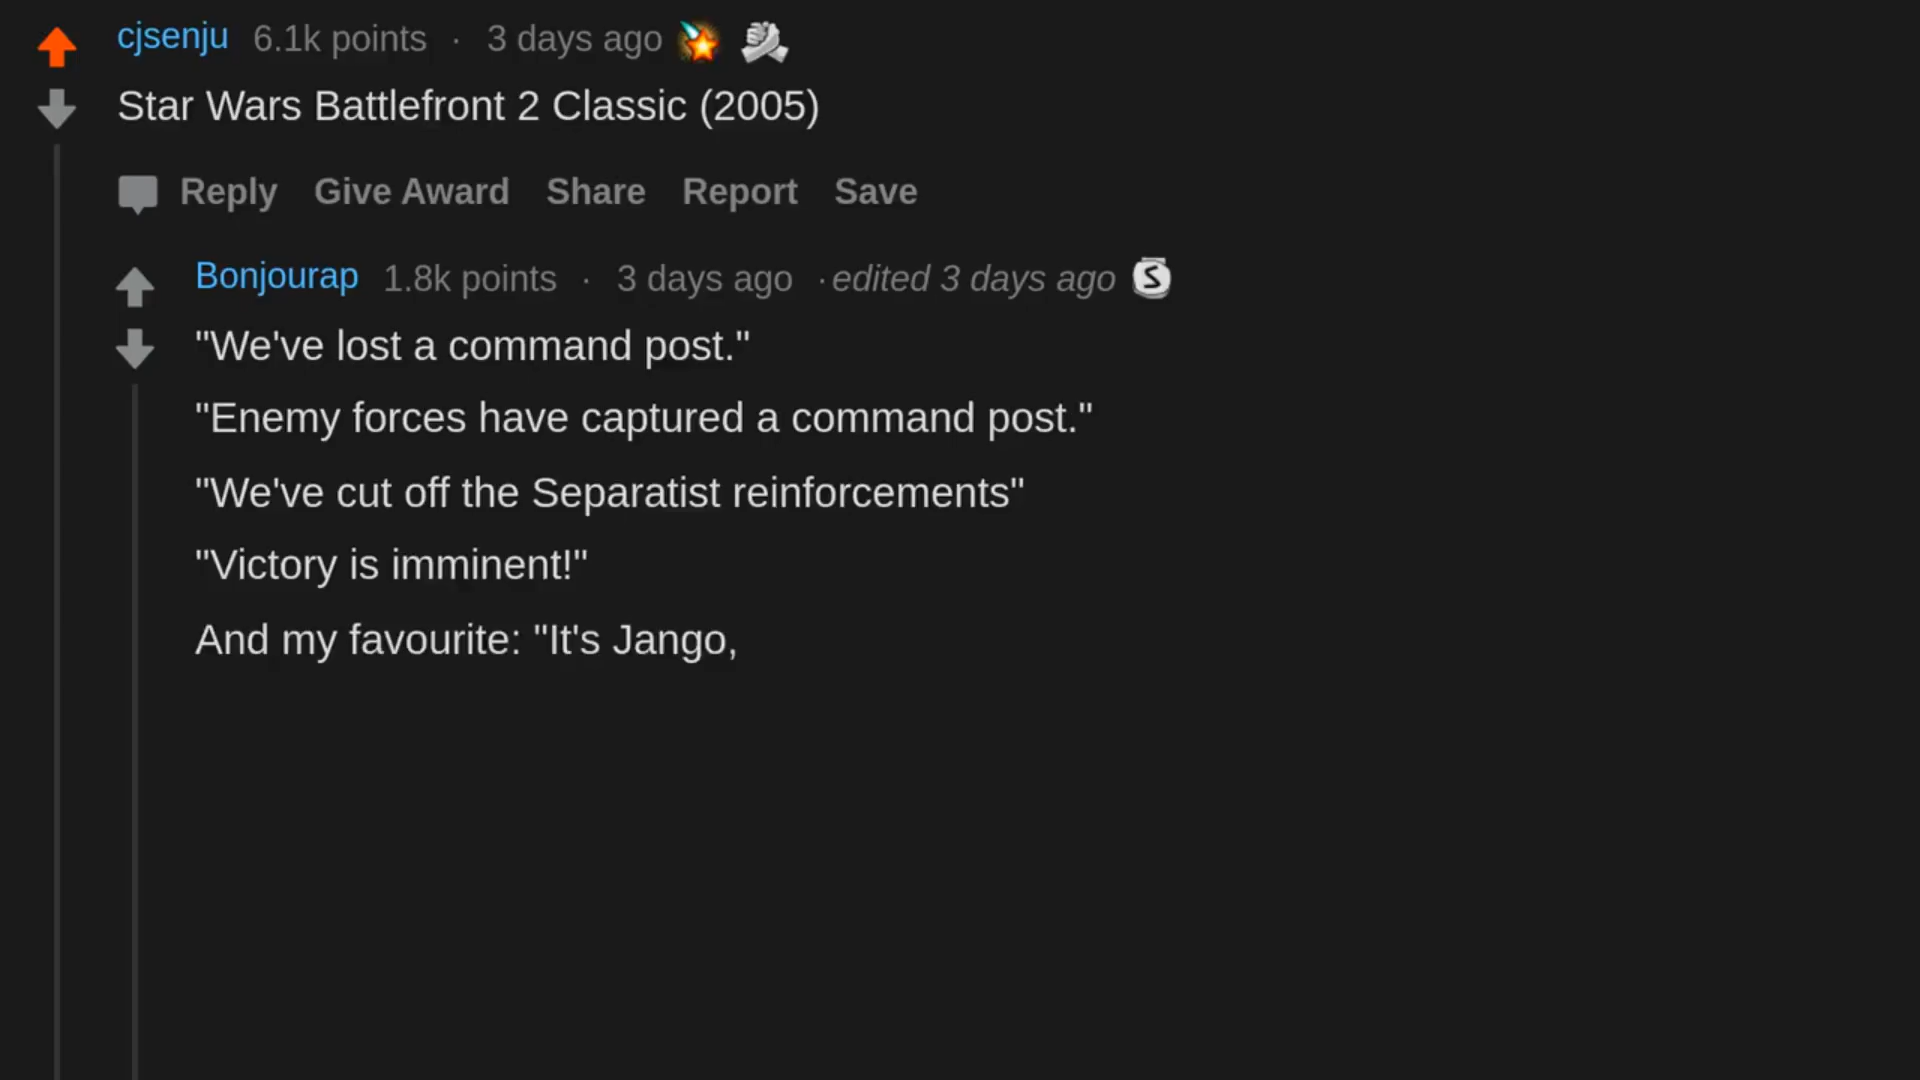 cjsenju 6.1k points · 3 days ago
Star Wars Battlefront 2 Classic (2005)
Reply Give Award Share Report Save
Bonjourap 1.8k points · 3 days ago · edited 3 days ago S
"We've lost a command post."
"Enemy forces have captured a command post."
"We've cut off the Separatist reinforcements"
"Victory is imminent!"
And my favourite: "It's Jango,